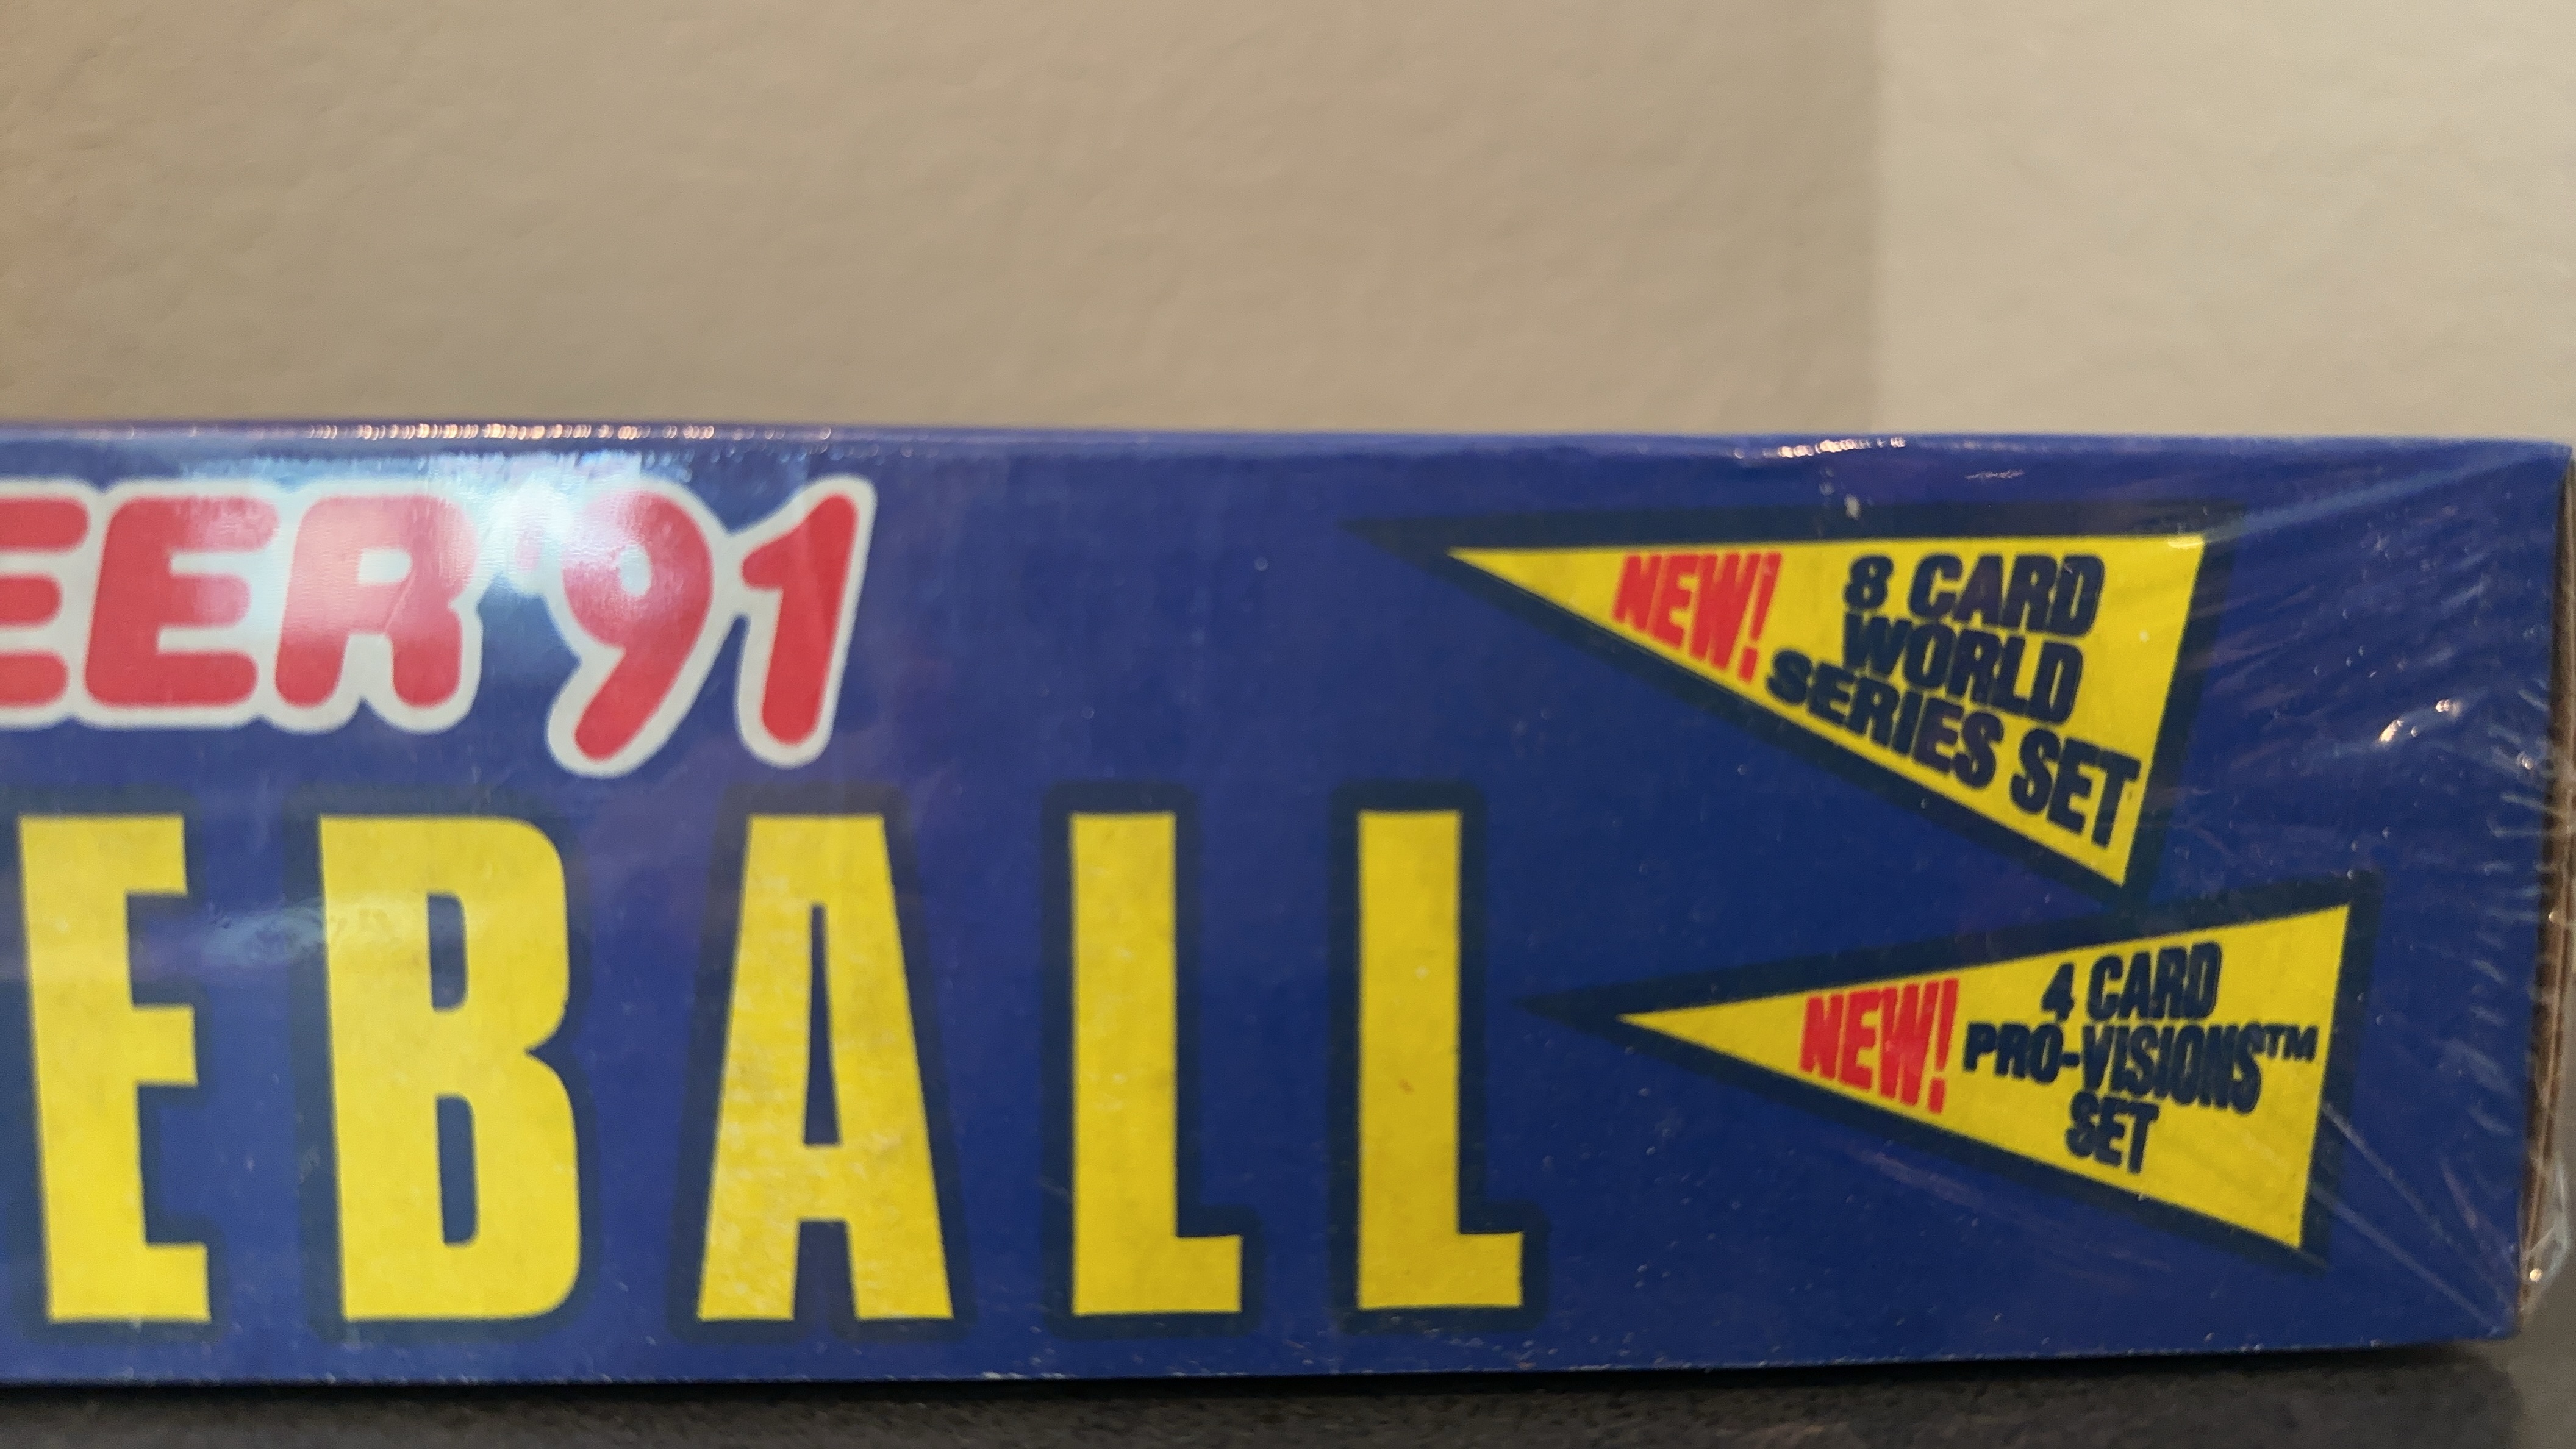 EER '91
EBALL
NEW! 8 CARD
WORLD
SERIES SET
NEW! 4 CARD
PRO-VISIONS™
SET